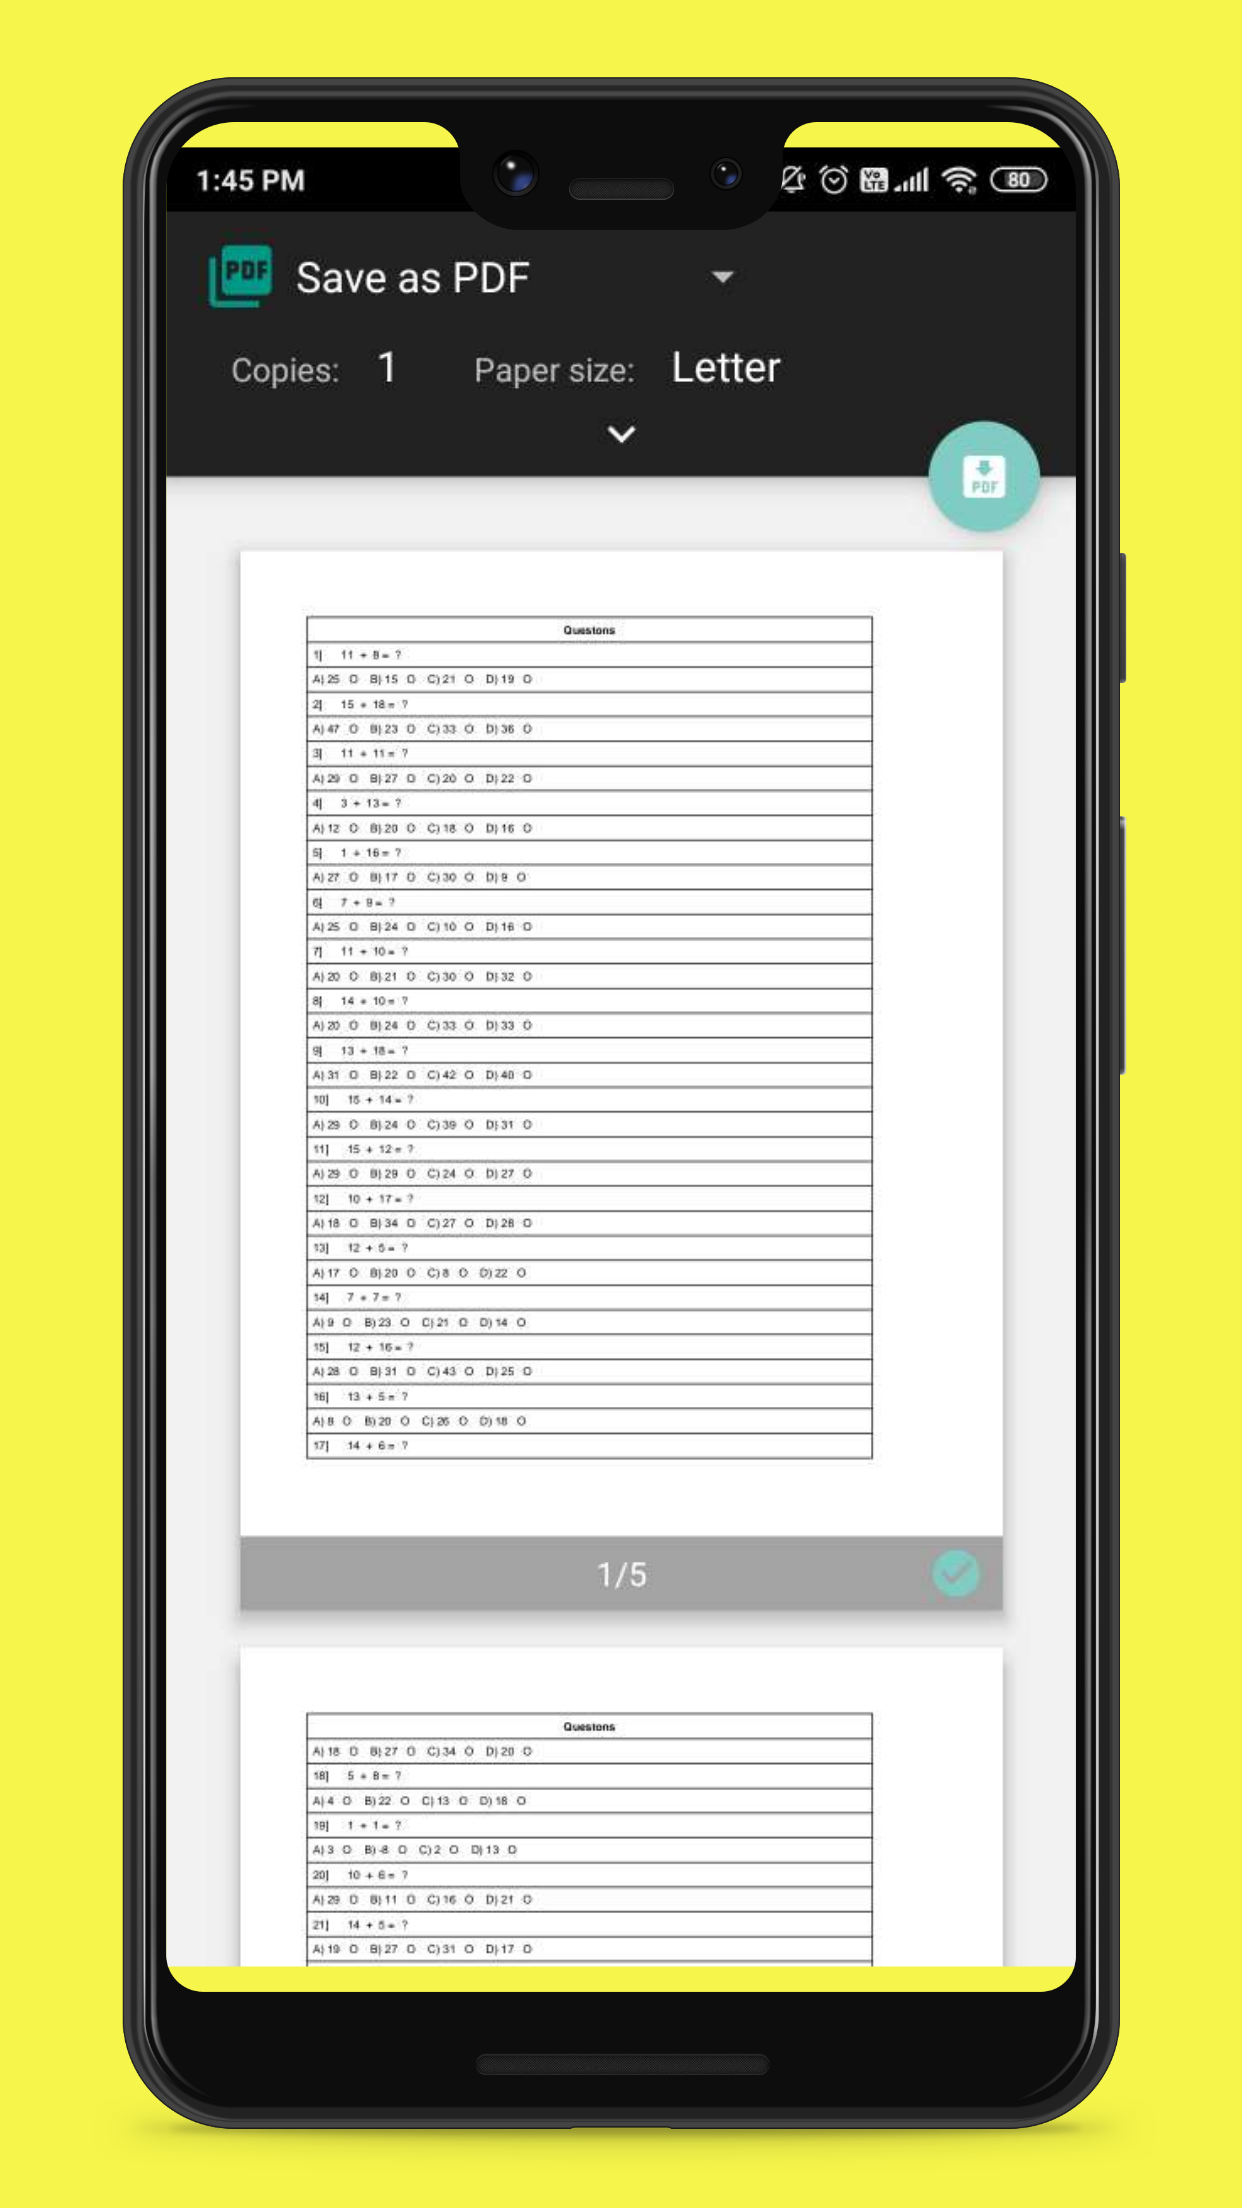 1:45 PM
Vo LTE
80
PDF
Save as PDF
Copies: 1 Paper size: Letter
PDF
Questons
1] 11 + 8 = ?
A) 25 O B) 15 O C) 21 O D) 19 O
2] 15 + 18 = ?
A) 47 O B) 23 O C) 33 O D) 36 O
3] 11 + 11 = ?
A) 29 O B) 27 O C) 20 O D) 22 O
4] 3 + 13 = ?
A) 12 O B) 20 O C) 18 O D) 16 O
5] 1 + 16 = ?
A) 27 O B) 17 O C) 30 O D) 9 O
6] 7 + 9 = ?
A) 25 O B) 24 O C) 10 O D) 16 O
7] 11 + 10 = ?
A) 20 O B) 21 O C) 30 O D) 32 O
8] 14 + 10 = ?
A) 20 O B) 24 O C) 33 O D) 33 O
9] 13 + 18 = ?
A) 31 O B) 22 O C) 42 O D) 40 O
10] 15 + 14 = ?
A) 29 O B) 24 O C) 39 O D) 31 O
11] 15 + 12 = ?
A) 29 O B) 29 O C) 24 O D) 27 O
12] 10 + 17 = ?
A) 18 O B) 34 O C) 27 O D) 28 O
13] 12 + 5 = ?
A) 17 O B) 20 O C) 8 O D) 22 O
14] 7 + 7 = ?
A) 9 O B) 23 O C) 21 O D) 14 O
15] 12 + 16 = ?
A) 28 O B) 31 O C) 43 O D) 25 O
16] 13 + 5 = ?
A) 8 O B) 20 O C) 26 O D) 18 O
17] 14 + 6 = ?
1/5
Questons
A) 18 O B) 27 O C) 34 O D) 20 O
18] 5 + 8 = ?
A) 4 O B) 22 O C) 13 O D) 18 O
19] 1 + 1 = ?
A) 3 O B) -8 O C) 2 O D) 13 O
20] 10 + 6 = ?
A) 29 O B) 11 O C) 16 O D) 21 O
21] 14 + 5 = ?
A) 19 O B) 27 O C) 31 O D) 17 O